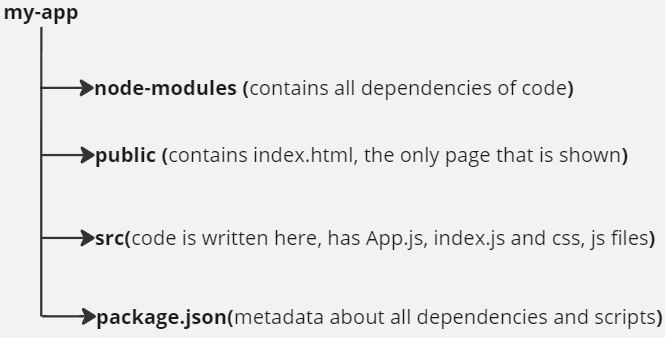 my-app
node-modules (contains all dependencies of code)
public (contains index.html, the only page that is shown)
src(code is written here, has App.js, index.js and css, js files)
package.json(metadata about all dependencies and scripts)